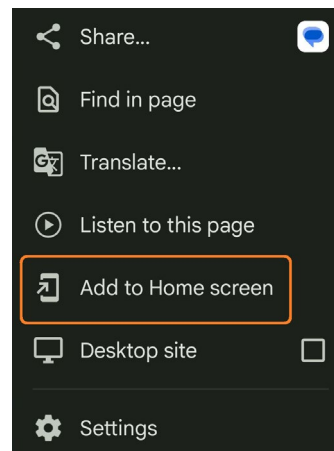 Share...
Find in page
Translate...
Listen to this page
Add to Home screen
Desktop site
Settings